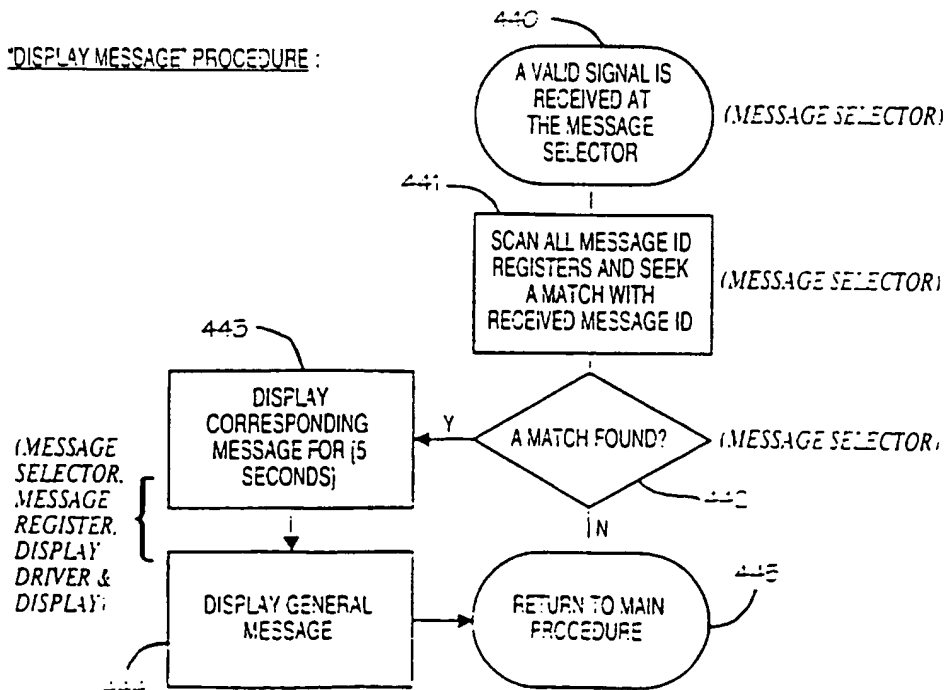 440
"DISPLAY MESSAGE" PROCEDURE :
A VALID SIGNAL IS
RECEIVED AT
THE MESSAGE
SELECTOR
(MESSAGE SELECTOR)
441
SCAN ALL MESSAGE ID
REGISTERS AND SEEK
A MATCH WITH
RECEIVED MESSAGE ID
(MESSAGE SELECTOR)
443
DISPLAY
CORRESPONDING
MESSAGE FOR {5
SECONDS}
Y
A MATCH FOUND?
(MESSAGE SELECTOR)
442
N
(MESSAGE
SELECTOR,
MESSAGE
REGISTER,
DISPLAY
DRIVER &
DISPLAY)
DISPLAY GENERAL
MESSAGE
RETURN TO MAIN
PROCEDURE
445
444